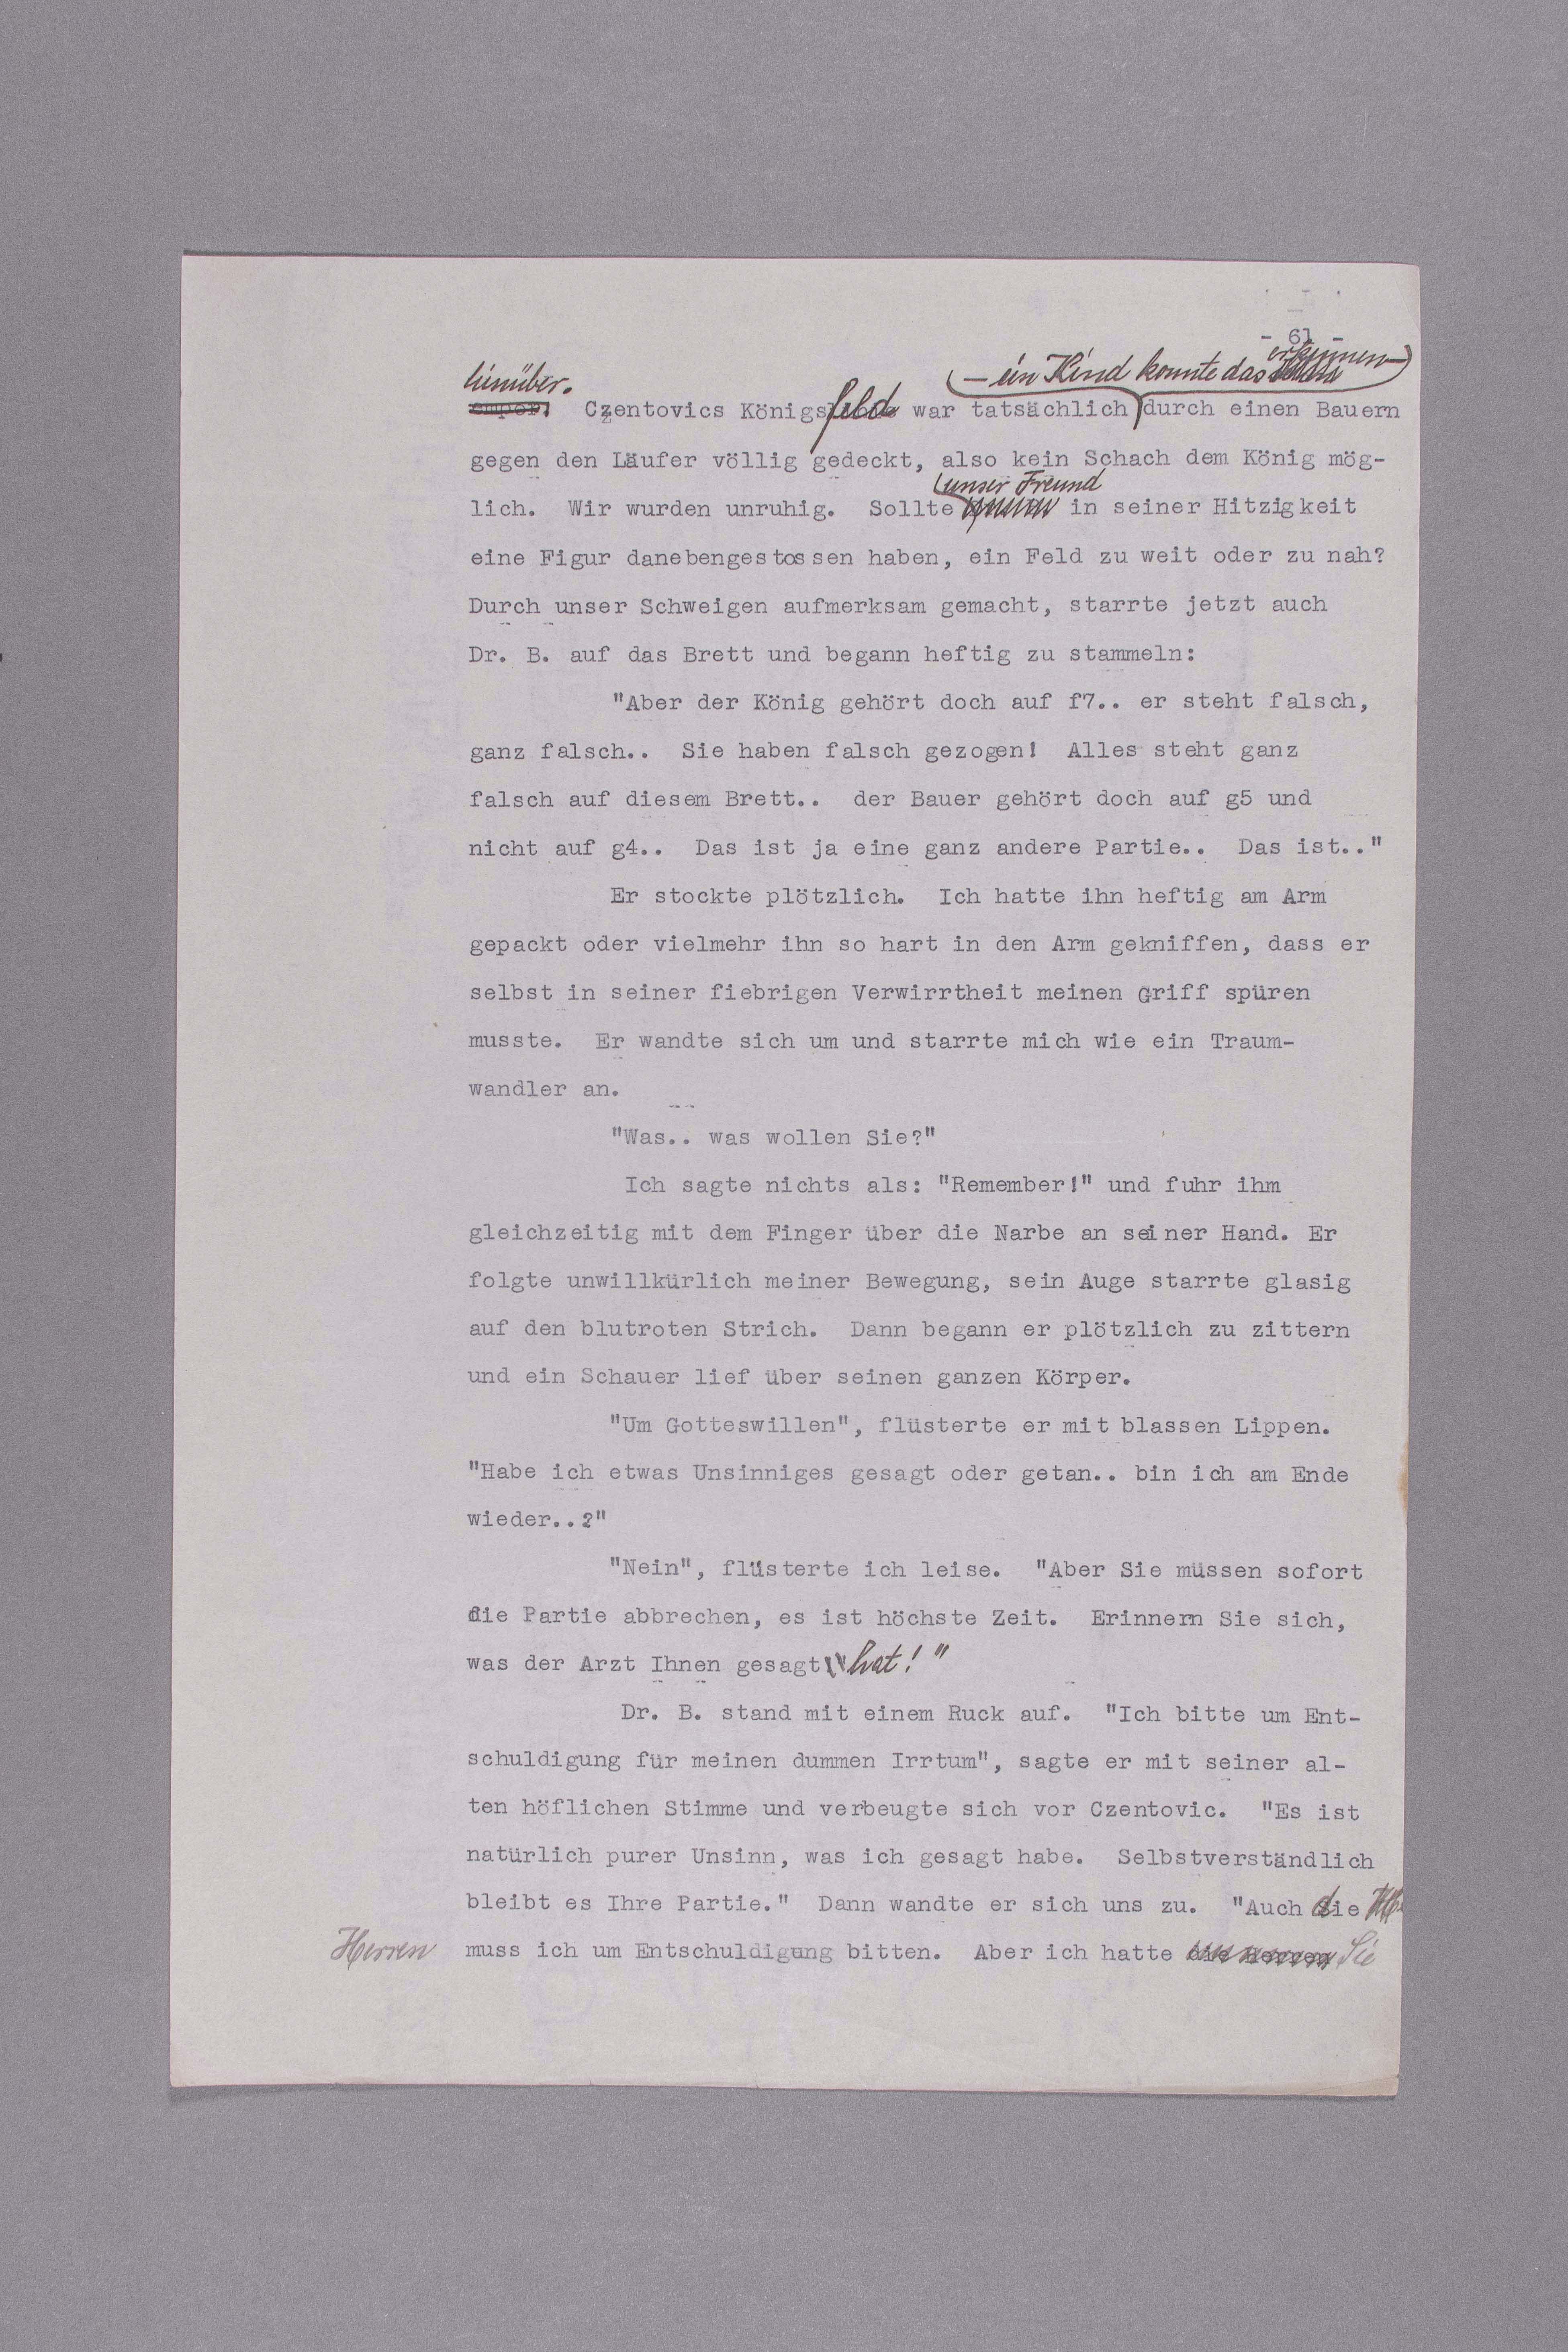 - 61 -
hinüber.
— ein Kind konnte das erkennen —
empor. Czentovics Königsfeld war tatsächlich durch einen Bauern
gegen den Läufer völlig gedeckt, also kein Schach dem König mög-
unser Freund
lich. Wir wurden unruhig. Sollte in seiner Hitzigkeit
eine Figur danebengestossen haben, ein Feld zu weit oder zu nah?
Durch unser Schweigen aufmerksam gemacht, starrte jetzt auch
Dr. B. auf das Brett und begann heftig zu stammeln:
"Aber der König gehört doch auf f7.. er steht falsch,
ganz falsch.. Sie haben falsch gezogen! Alles steht ganz
falsch auf diesem Brett.. der Bauer gehört doch auf g5 und
nicht auf g4.. Das ist ja eine ganz andere Partie.. Das ist.."
Er stockte plötzlich. Ich hatte ihn heftig am Arm
gepackt oder vielmehr ihn so hart in den Arm gekniffen, dass er
selbst in seiner fiebrigen Verwirrtheit meinen Griff spüren
musste. Er wandte sich um und starrte mich wie ein Traum-
wandler an.
"Was.. was wollen Sie?"
Ich sagte nichts als: "Remember!" und fuhr ihm
gleichzeitig mit dem Finger über die Narbe an seiner Hand. Er
folgte unwillkürlich meiner Bewegung, sein Auge starrte glasig
auf den blutroten Strich. Dann begann er plötzlich zu zittern
und ein Schauer lief über seinen ganzen Körper.
"Um Gotteswillen", flüsterte er mit blassen Lippen.
"Habe ich etwas Unsinniges gesagt oder getan.. bin ich am Ende
wieder..?"
"Nein", flüsterte ich leise. "Aber Sie müssen sofort
die Partie abbrechen, es ist höchste Zeit. Erinnern Sie sich,
was der Arzt Ihnen gesagt hat!"
Dr. B. stand mit einem Ruck auf. "Ich bitte um Ent-
schuldigung für meinen dummen Irrtum", sagte er mit seiner al-
ten höflichen Stimme und verbeugte sich vor Czentovic. "Es ist
natürlich purer Unsinn, was ich gesagt habe. Selbstverständlich
bleibt es Ihre Partie." Dann wandte er sich uns zu. "Auch die
Herren muss ich um Entschuldigung bitten. Aber ich hatte die Herren Sie